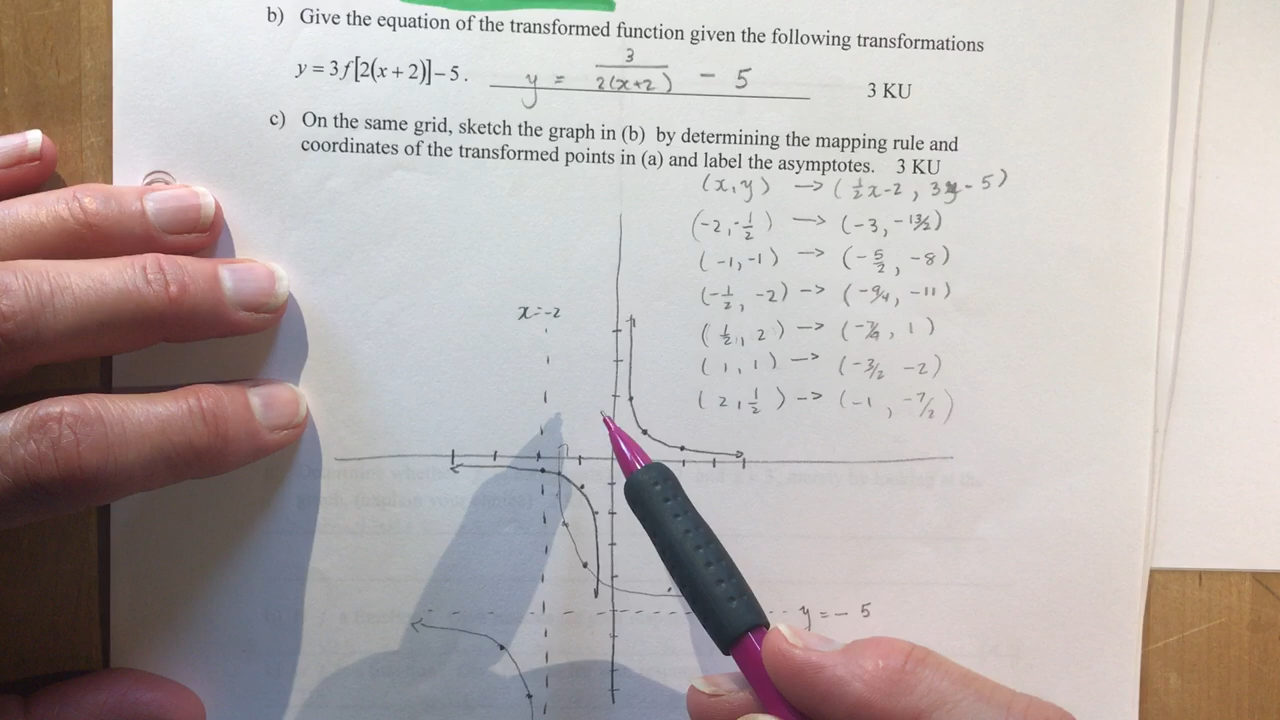 b) Give the equation of the transformed function given the following transformations
y = 3f[2(x + 2)] – 5. y = 3/2(x+2) - 5 3 KU
c) On the same grid, sketch the graph in (b) by determining the mapping rule and
coordinates of the transformed points in (a) and label the asymptotes. 3 KU
(x, y) -> (1/2x-2, 3y-5)
(-2, -1/2) -> (-3, -13/2)
(-1, -1) -> (-5/2, -8)
(-1/2, -2) -> (-9/4, -11)
(1/2, 2) -> (-7/4, 1)
(1, 1) -> (-3/2 -2)
(2, 1/2) -> (-1, -7/2)
x=-2
y = - 5